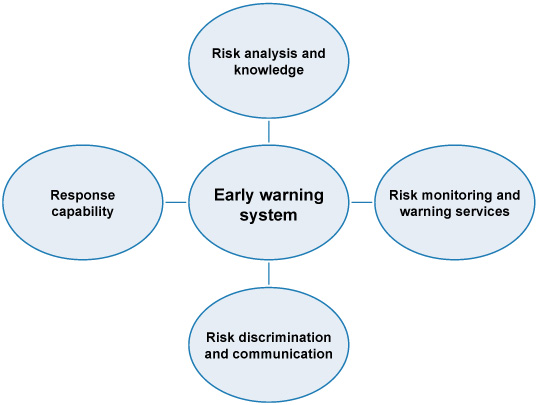 Risk analysis and
knowledge
Response
capability
Early warning
system
Risk monitoring and
warning services
Risk discrimination
and communication